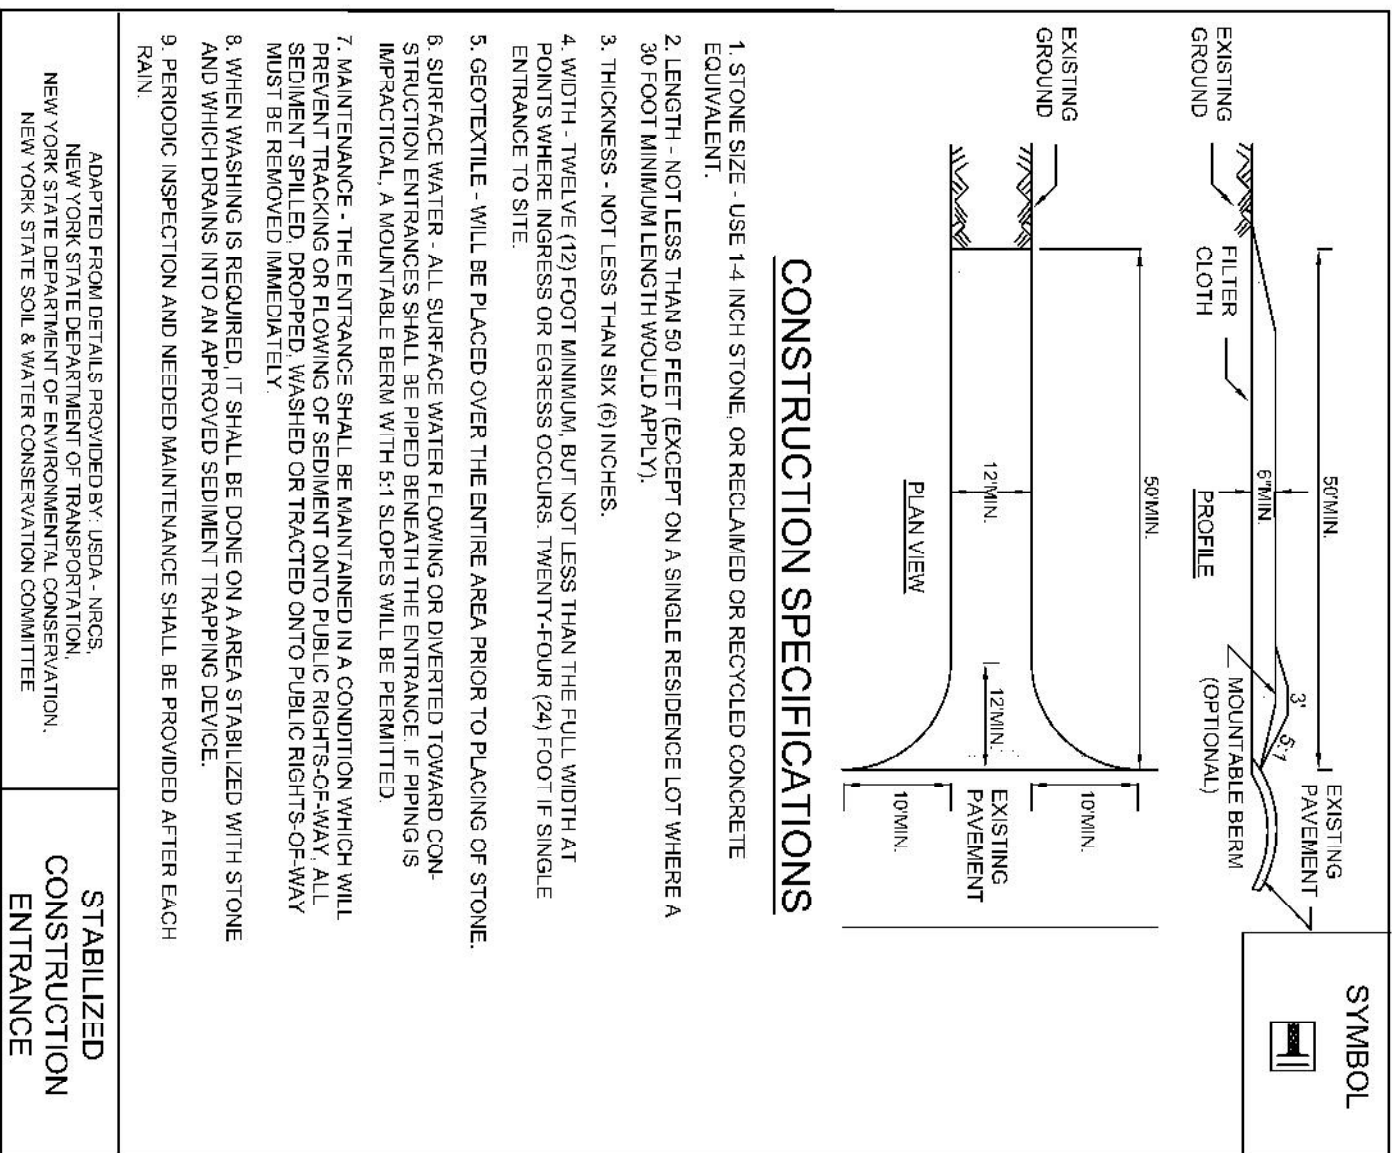 SYMBOL
50'MIN.
EXISTING
PAVEMENT
EXISTING
GROUND
FILTER
CLOTH
6"MIN.
PROFILE
3'
5:1
MOUNTABLE BERM
(OPTIONAL)
50'MIN.
EXISTING
GROUND
12'MIN.
PLAN VIEW
12'MIN.
10'MIN.
EXISTING
PAVEMENT
10'MIN.
CONSTRUCTION SPECIFICATIONS
1. STONE SIZE - USE 1-4 INCH STONE, OR RECLAIMED OR RECYCLED CONCRETE
EQUIVALENT.
2. LENGTH - NOT LESS THAN 50 FEET (EXCEPT ON A SINGLE RESIDENCE LOT WHERE A
30 FOOT MINIMUM LENGTH WOULD APPLY).
3. THICKNESS - NOT LESS THAN SIX (6) INCHES.
4. WIDTH - TWELVE (12) FOOT MINIMUM, BUT NOT LESS THAN THE FULL WIDTH AT
POINTS WHERE INGRESS OR EGRESS OCCURS. TWENTY-FOUR (24) FOOT IF SINGLE
ENTRANCE TO SITE.
5. GEOTEXTILE - WILL BE PLACED OVER THE ENTIRE AREA PRIOR TO PLACING OF STONE.
6. SURFACE WATER - ALL SURFACE WATER FLOWING OR DIVERTED TOWARD CON-
STRUCTION ENTRANCES SHALL BE PIPED BENEATH THE ENTRANCE. IF PIPING IS
IMPRACTICAL, A MOUNTABLE BERM WITH 5:1 SLOPES WILL BE PERMITTED.
7. MAINTENANCE - THE ENTRANCE SHALL BE MAINTAINED IN A CONDITION WHICH WILL
PREVENT TRACKING OR FLOWING OF SEDIMENT ONTO PUBLIC RIGHTS-OF-WAY, ALL
SEDIMENT SPILLED, DROPPED, WASHED OR TRACTED ONTO PUBLIC RIGHTS-OF-WAY
MUST BE REMOVED IMMEDIATELY.
8. WHEN WASHING IS REQUIRED, IT SHALL BE DONE ON A AREA STABILIZED WITH STONE
AND WHICH DRAINS INTO AN APPROVED SEDIMENT TRAPPING DEVICE.
9. PERIODIC INSPECTION AND NEEDED MAINTENANCE SHALL BE PROVIDED AFTER EACH
RAIN.
ADAPTED FROM DETAILS PROVIDED BY: USDA - NRCS,
NEW YORK STATE DEPARTMENT OF TRANSPORTATION,
NEW YORK STATE DEPARTMENT OF ENVIRONMENTAL CONSERVATION,
NEW YORK STATE SOIL & WATER CONSERVATION COMMITTEE
STABILIZED
CONSTRUCTION
ENTRANCE